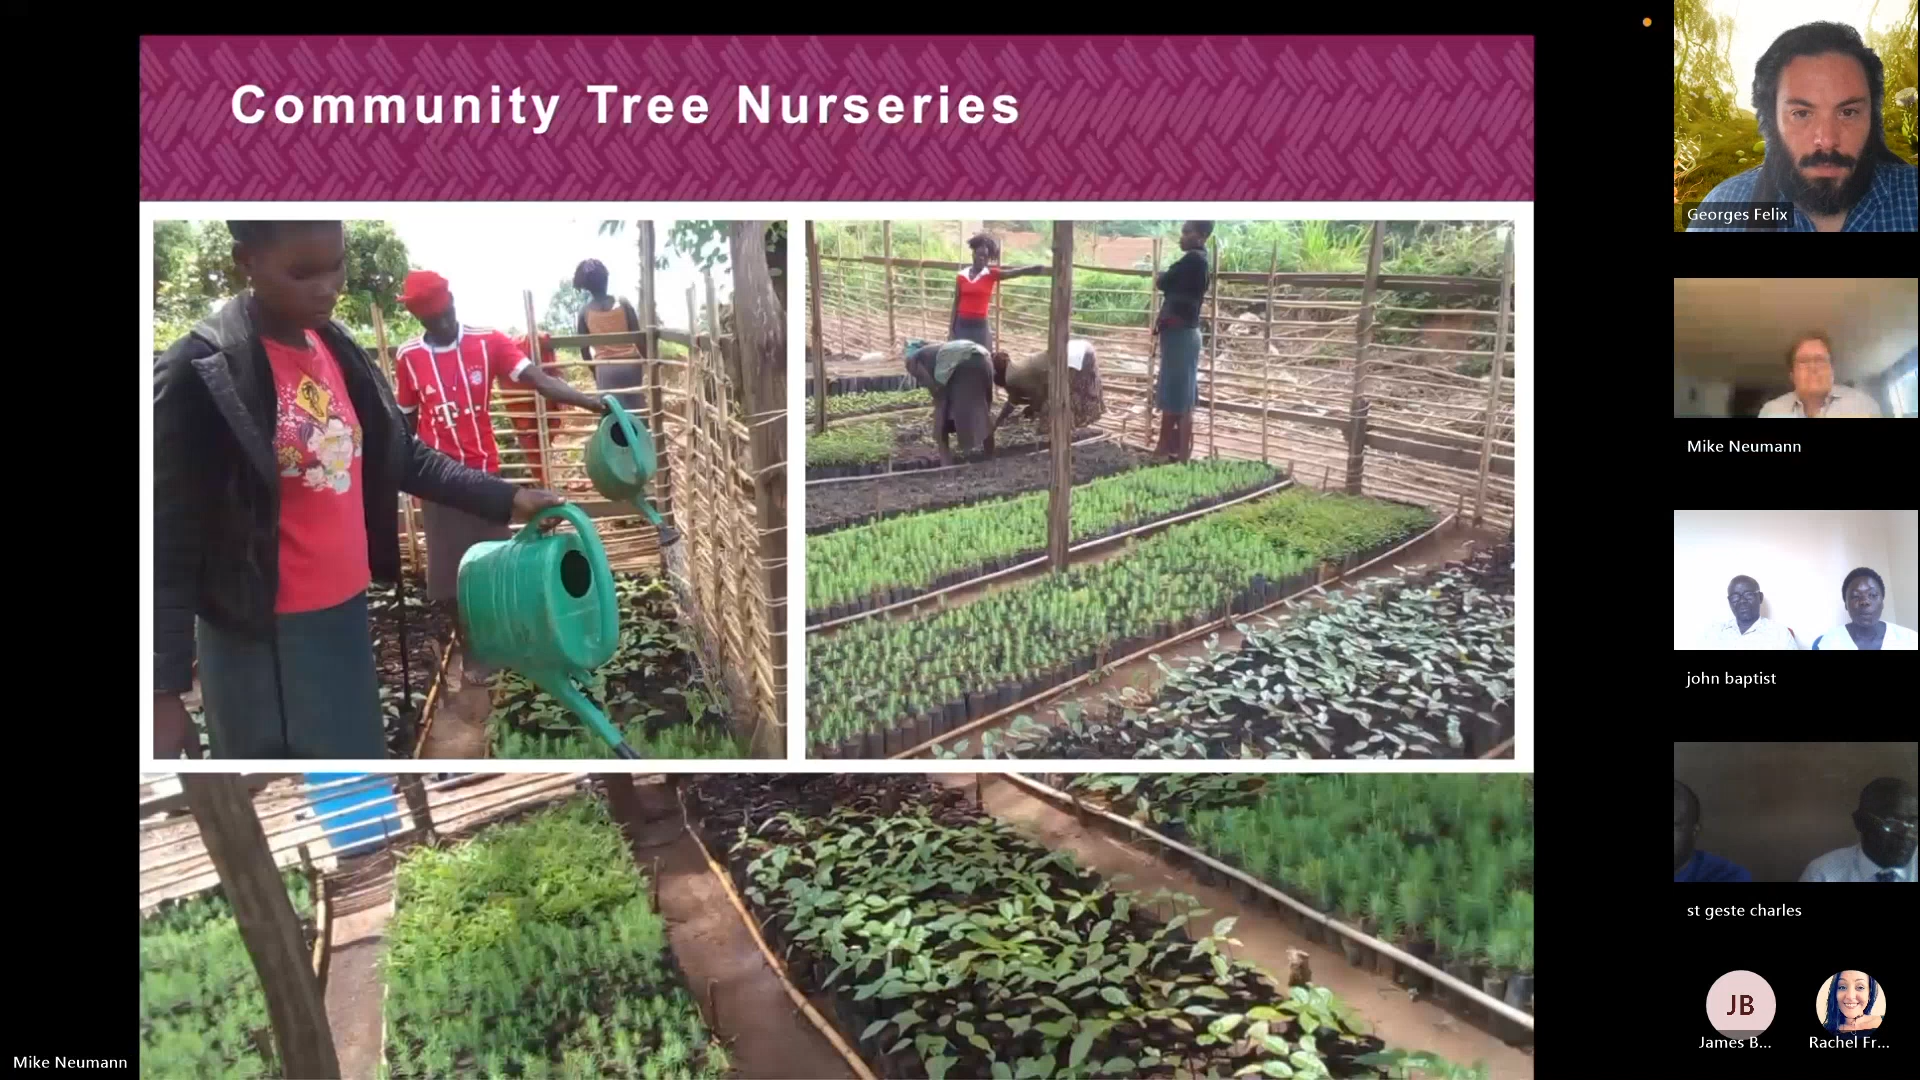 Community Tree Nurseries
T
Georges Felix
Mike Neumann
john baptist
st geste charles
JB
James B...
Rachel Fr...
Mike Neumann